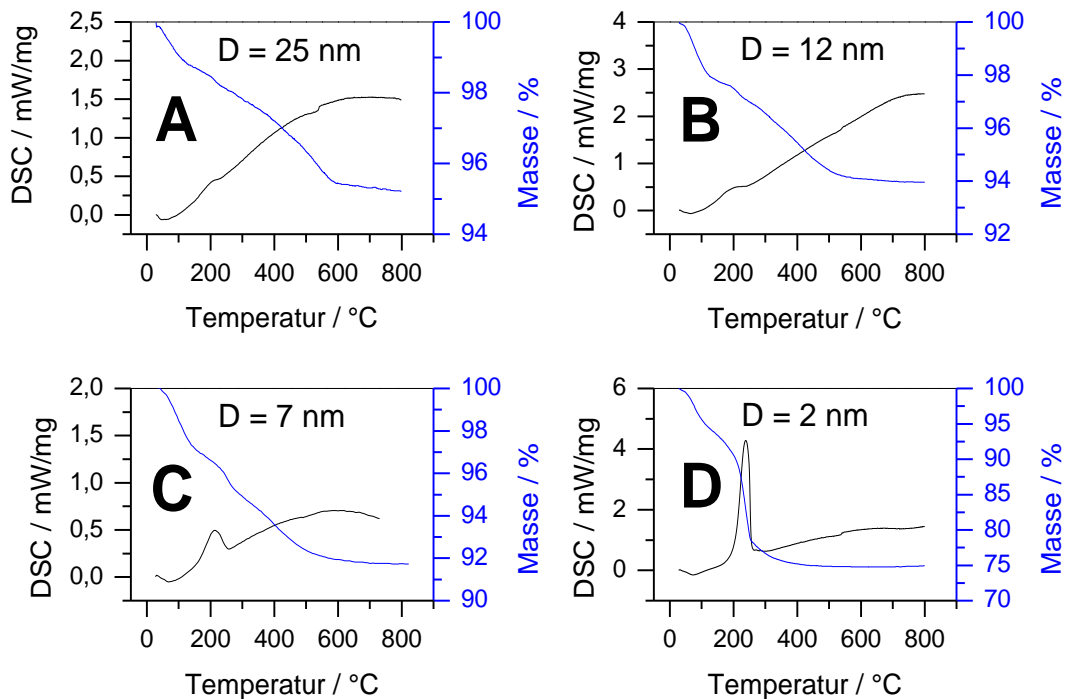 D = 25 nm
A
DSC / mW/mg
2,5
2,0
1,5
1,0
0,5
0,0
Masse / %
100
98
96
95
94
0 200 400 600 800
Temperatur / °C
D = 12 nm
B
DSC / mW/mg
4
3
2
1
0
Masse / %
100
98
96
94
92
0 200 400 600 800
Temperatur / °C
D = 7 nm
C
DSC / mW/mg
2,0
1,5
1,0
0,5
0,0
Masse / %
100
98
96
94
92
90
0 200 400 600 800
Temperatur / °C
D = 2 nm
D
DSC / mW/mg
6
4
2
0
Masse / %
100
95
90
85
80
75
70
0 200 400 600 800
Temperatur / °C